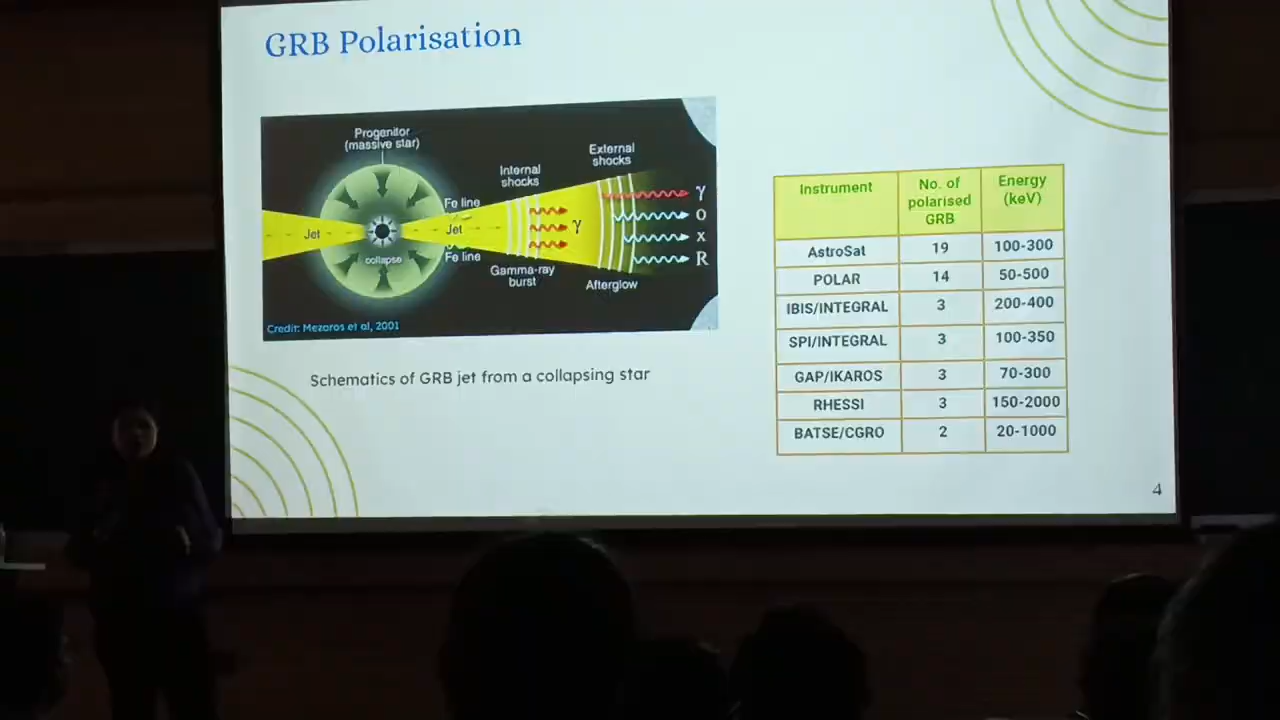 GRB Polarisation
Progenitor
(massive star)
External
shocks
Internal
shocks
Fe line
Jet
Jet
collapse
Fe line
γ
γ
O
X
R
Gamma-ray
burst
Afterglow
Credit: Mezaros et al, 2001
Schematics of GRB jet from a collapsing star
Instrument No. of polarised GRB Energy (keV)
AstroSat 19 100-300
POLAR 14 50-500
IBIS/INTEGRAL 3 200-400
SPI/INTEGRAL 3 100-350
GAP/IKAROS 3 70-300
RHESSI 3 150-2000
BATSE/CGRO 2 20-1000
4